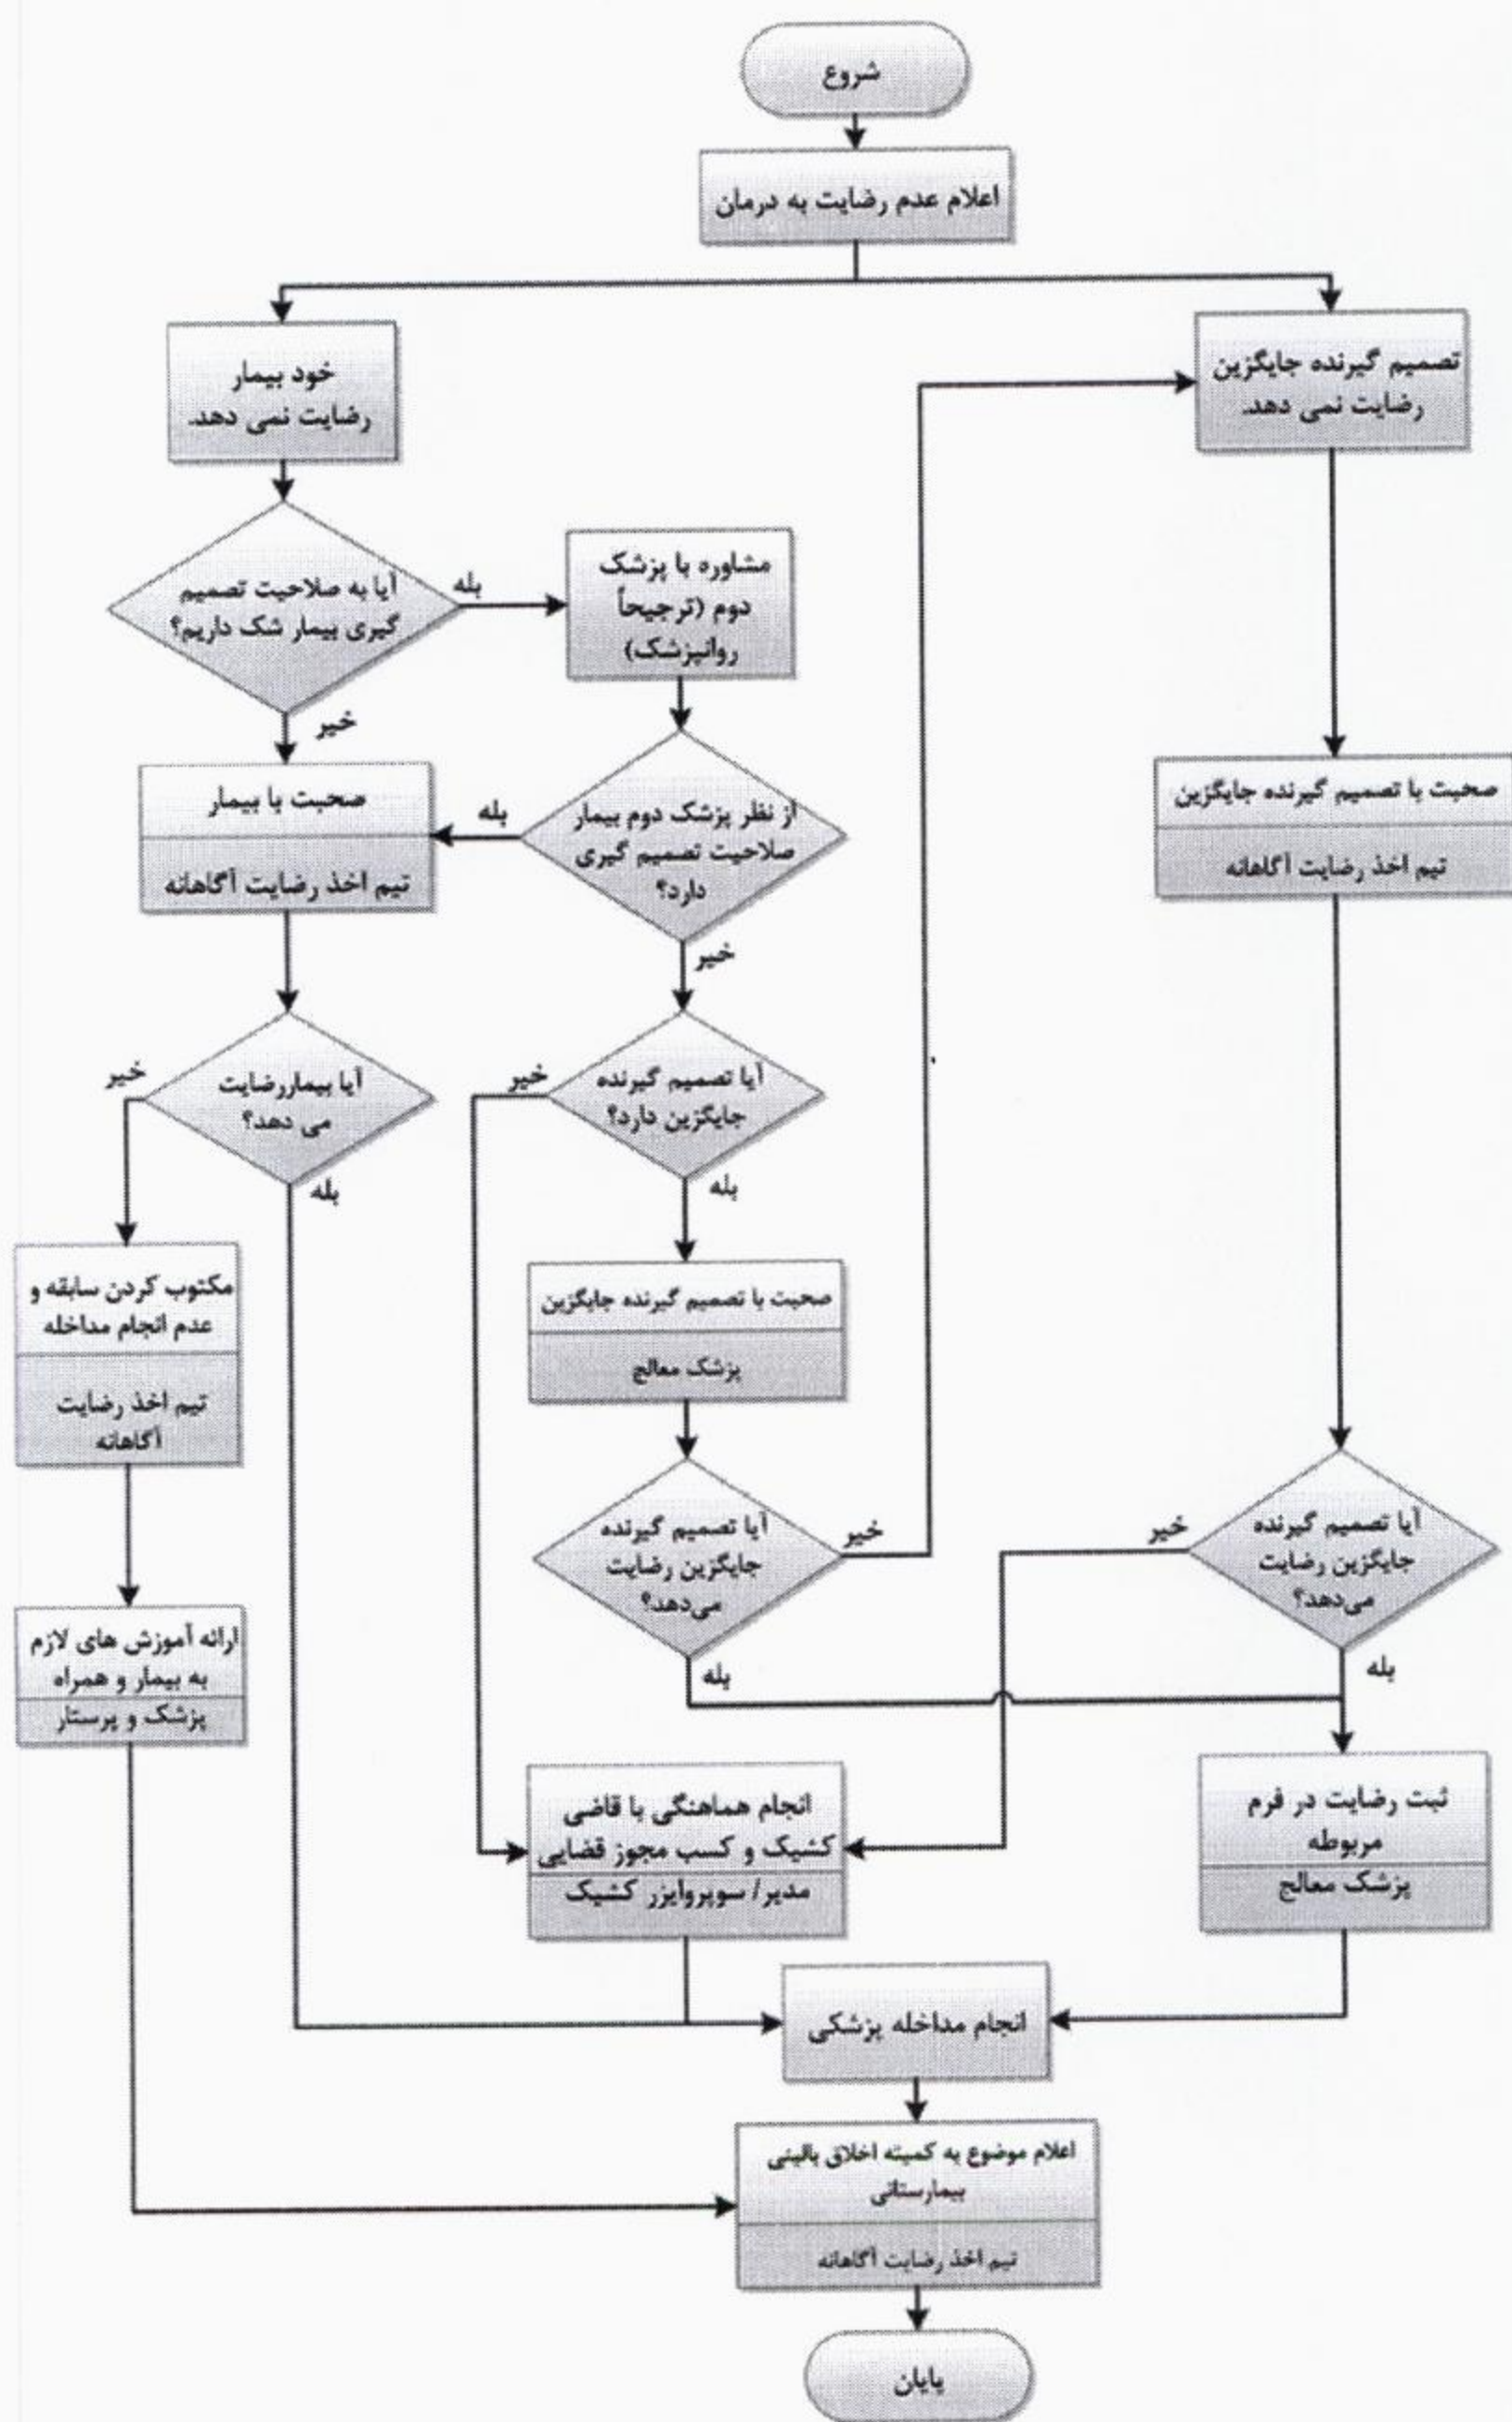 شروع
اعلام عدم رضایت به درمان
خود بیمار
رضایت نمی دهد.
تصمیم گیرنده جایگزین
رضایت نمی دهد.
آیا به صلاحیت تصمیم
گیری بیمار شک داریم؟
بله
خیر
مشاوره با پزشک
دوم (ترجیحاً
روانپزشک)
صحبت با بیمار
تیم اخذ رضایت آگاهانه
از نظر پزشک دوم بیمار
صلاحیت تصمیم گیری
دارد؟
بله
خیر
صحبت با تصمیم گیرنده جایگزین
تیم اخذ رضایت آگاهانه
آیا بیماررضایت
می دهد؟
خیر
بله
آیا تصمیم گیرنده
جایگزین دارد؟
خیر
بله
مکتوب کردن سابقه و
عدم انجام مداخله
تیم اخذ رضایت
آگاهانه
صحبت با تصمیم گیرنده جایگزین
پزشک معالج
آیا تصمیم گیرنده
جایگزین رضایت
می‌دهد؟
خیر
بله
آیا تصمیم گیرنده
جایگزین رضایت
می‌دهد؟
خیر
بله
ارائه آموزش های لازم
به بیمار و همراه
پزشک و پرستار
انجام هماهنگی با قاضی
کشیک و کسب مجوز قضایی
مدیر/ سوپروایزر کشیک
ثبت رضایت در فرم
مربوطه
پزشک معالج
انجام مداخله پزشکی
اعلام موضوع به کمیته اخلاق بالینی
بیمارستانی
تیم اخذ رضایت آگاهانه
پایان